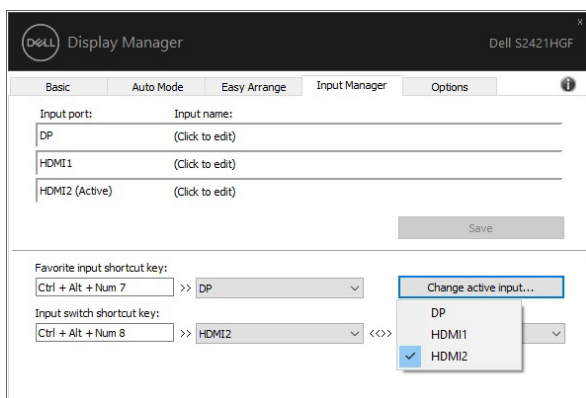 x
DELL Display Manager Dell S2421HGF
Basic Auto Mode Easy Arrange Input Manager Options i
Input port: Input name:
DP (Click to edit)
HDMI1 (Click to edit)
HDMI2 (Active) (Click to edit)
Save
Favorite input shortcut key:
Ctrl + Alt + Num 7 >> DP Change active input...
Input switch shortcut key:
Ctrl + Alt + Num 8 >> HDMI2 <<>>
DP
HDMI1
HDMI2